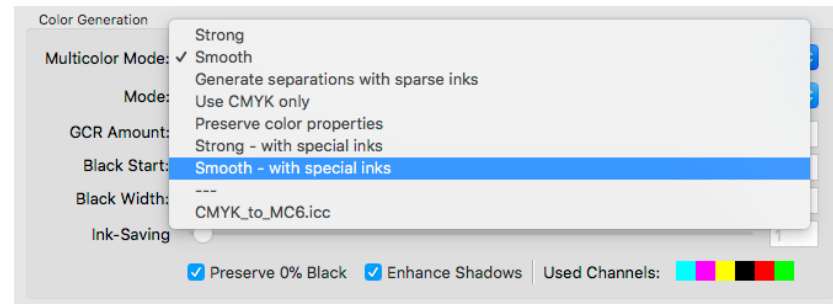 Color Generation
Strong
Multicolor Mode: ✓ Smooth
Generate separations with sparse inks
Mode: Use CMYK only
Preserve color properties
GCR Amount:
Strong - with special inks
Black Start: Smooth - with special inks
---
Black Width:
CMYK_to_MC6.icc
Ink-Saving 1
Preserve 0% Black Enhance Shadows Used Channels: